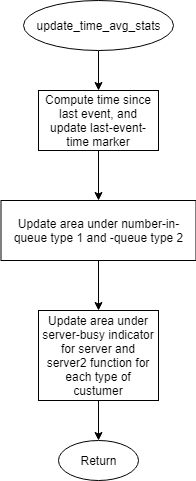 update_time_avg_stats
Compute time since
last event, and
update last-event-
time marker
Update area under number-in-
queue type 1 and -queue type 2
Update area under
server-busy indicator
for server and
server2 function for
each type of
custumer
Return